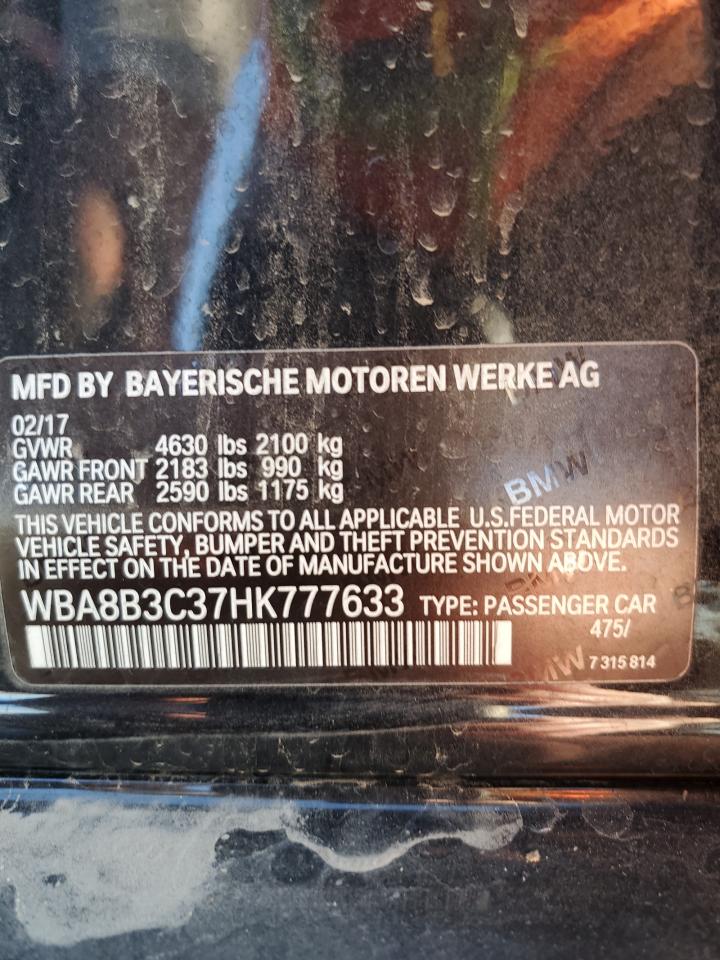 MFD BY BAYERISCHE MOTOREN WERKE AG
02/17
GVWR 4630 lbs 2100 kg
GAWR FRONT 2183 lbs 990 kg
GAWR REAR 2590 lbs 1175 kg
BMW
THIS VEHICLE CONFORMS TO ALL APPLICABLE U.S.FEDERAL MOTOR
VEHICLE SAFETY, BUMPER AND THEFT PREVENTION STANDARDS
IN EFFECT ON THE DATE OF MANUFACTURE SHOWN ABOVE.
WBA8B3C37HK777633 TYPE: PASSENGER CAR
475/
BMW 7 315 814